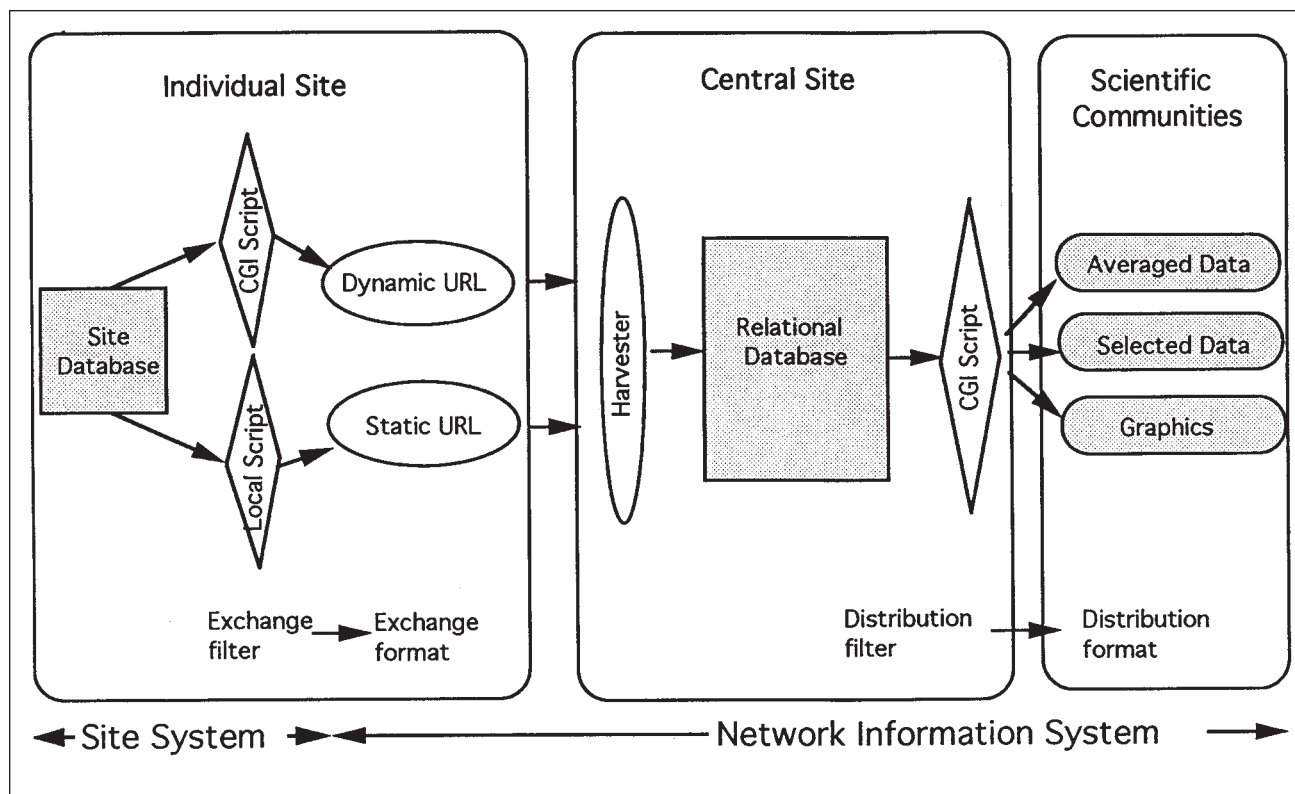 Individual Site
CGI Script
Dynamic URL
Site
Database
Local Script
Static URL
Exchange
filter
Exchange
format
Central Site
Harvester
Relational
Database
CGI Script
Distribution
filter
Scientific
Communities
Averaged Data
Selected Data
Graphics
Distribution
format
Site System
Network Information System